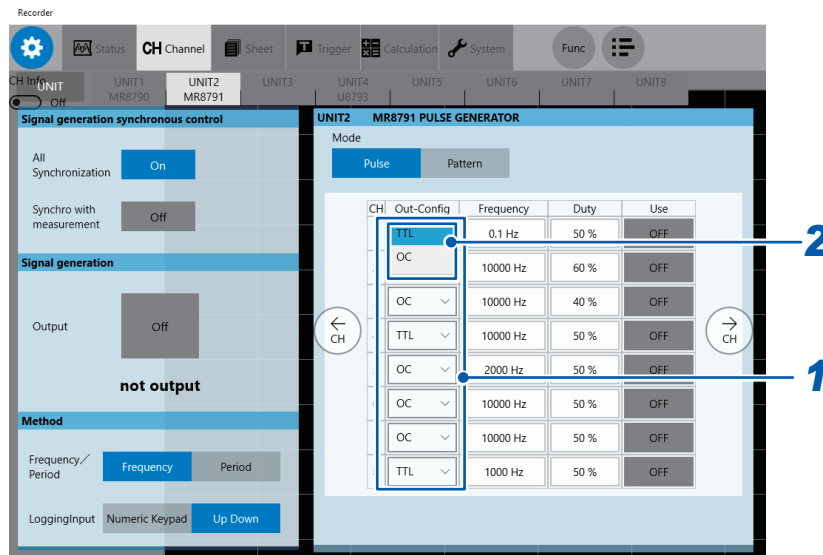 Recorder
Status CH Channel Sheet Trigger Calculation System Func
CH Info
Off
UNIT
UNIT1 UNIT2 UNIT3 UNIT4 UNIT5 UNIT6 UNIT7 UNIT8
MR8790 MR8791 U8793
Signal generation synchronous control
All
Synchronization
On
Synchro with
measurement
Off
Signal generation
Output Off
not output
Method
Frequency／
Period
Frequency Period
LoggingInput Numeric Keypad Up Down
UNIT2 MR8791 PULSE GENERATOR
Mode
Pulse Pattern
CH Out-Config Frequency Duty Use
TTL 0.1 Hz 50 % OFF
OC 10000 Hz 60 % OFF
OC 10000 Hz 40 % OFF
TTL 10000 Hz 50 % OFF
OC 2000 Hz 50 % OFF
OC 10000 Hz 50 % OFF
OC 10000 Hz 50 % OFF
TTL 1000 Hz 50 % OFF
← CH
→ CH
2
1